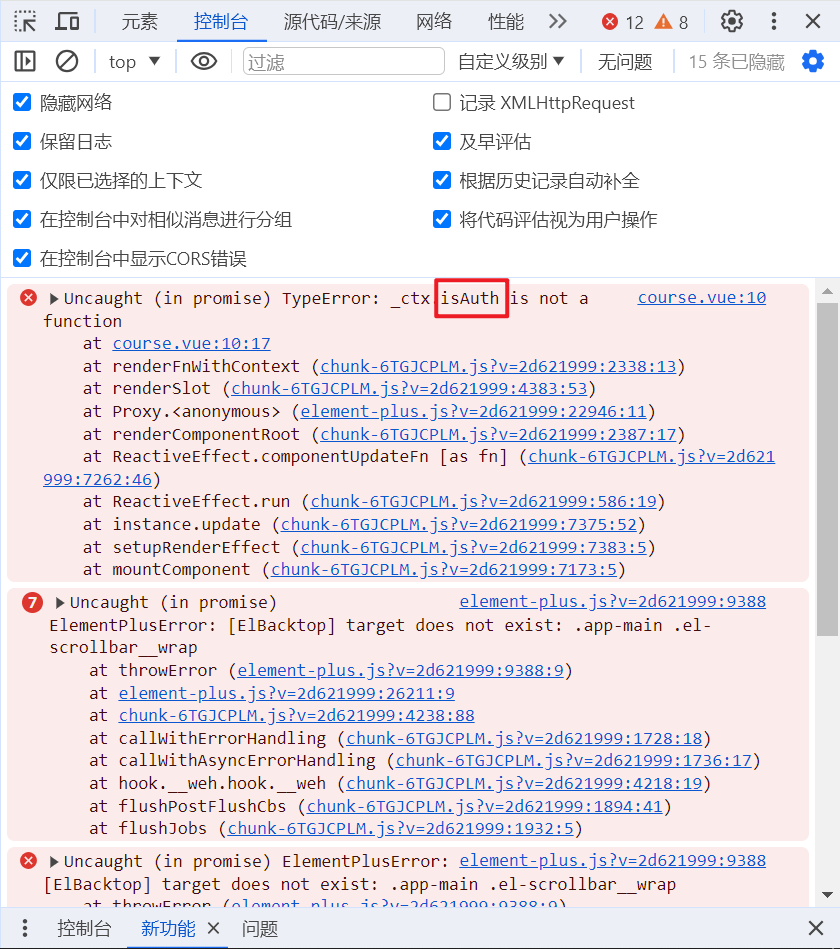 元素 控制台 源代码/来源 网络 性能 12 8
top 过滤 自定义级别 无问题 15 条已隐藏
隐藏网络 记录 XMLHttpRequest
保留日志 及早评估
仅限已选择的上下文 根据历史记录自动补全
在控制台中对相似消息进行分组 将代码评估视为用户操作
在控制台中显示CORS错误
Uncaught (in promise) TypeError: _ctx.isAuth is not a course.vue:10
function
at course.vue:10:17
at renderFnWithContext (chunk-6TGJCPLM.js?v=2d621999:2338:13)
at renderSlot (chunk-6TGJCPLM.js?v=2d621999:4383:53)
at Proxy.<anonymous> (element-plus.js?v=2d621999:22946:11)
at renderComponentRoot (chunk-6TGJCPLM.js?v=2d621999:2387:17)
at ReactiveEffect.componentUpdateFn [as fn] (chunk-6TGJCPLM.js?v=2d621
999:7262:46)
at ReactiveEffect.run (chunk-6TGJCPLM.js?v=2d621999:586:19)
at instance.update (chunk-6TGJCPLM.js?v=2d621999:7375:52)
at setupRenderEffect (chunk-6TGJCPLM.js?v=2d621999:7383:5)
at mountComponent (chunk-6TGJCPLM.js?v=2d621999:7173:5)
7 Uncaught (in promise) element-plus.js?v=2d621999:9388
ElementPlusError: [ElBacktop] target does not exist: .app-main .el-
scrollbar__wrap
at throwError (element-plus.js?v=2d621999:9388:9)
at element-plus.js?v=2d621999:26211:9
at chunk-6TGJCPLM.js?v=2d621999:4238:88
at callWithErrorHandling (chunk-6TGJCPLM.js?v=2d621999:1728:18)
at callWithAsyncErrorHandling (chunk-6TGJCPLM.js?v=2d621999:1736:17)
at hook.__weh.hook.__weh (chunk-6TGJCPLM.js?v=2d621999:4218:19)
at flushPostFlushCbs (chunk-6TGJCPLM.js?v=2d621999:1894:41)
at flushJobs (chunk-6TGJCPLM.js?v=2d621999:1932:5)
Uncaught (in promise) ElementPlusError: element-plus.js?v=2d621999:9388
[ElBacktop] target does not exist: .app-main .el-scrollbar__wrap
at throwError (element-plus.js?v=2d621999:9388:9)
控制台 新功能 问题